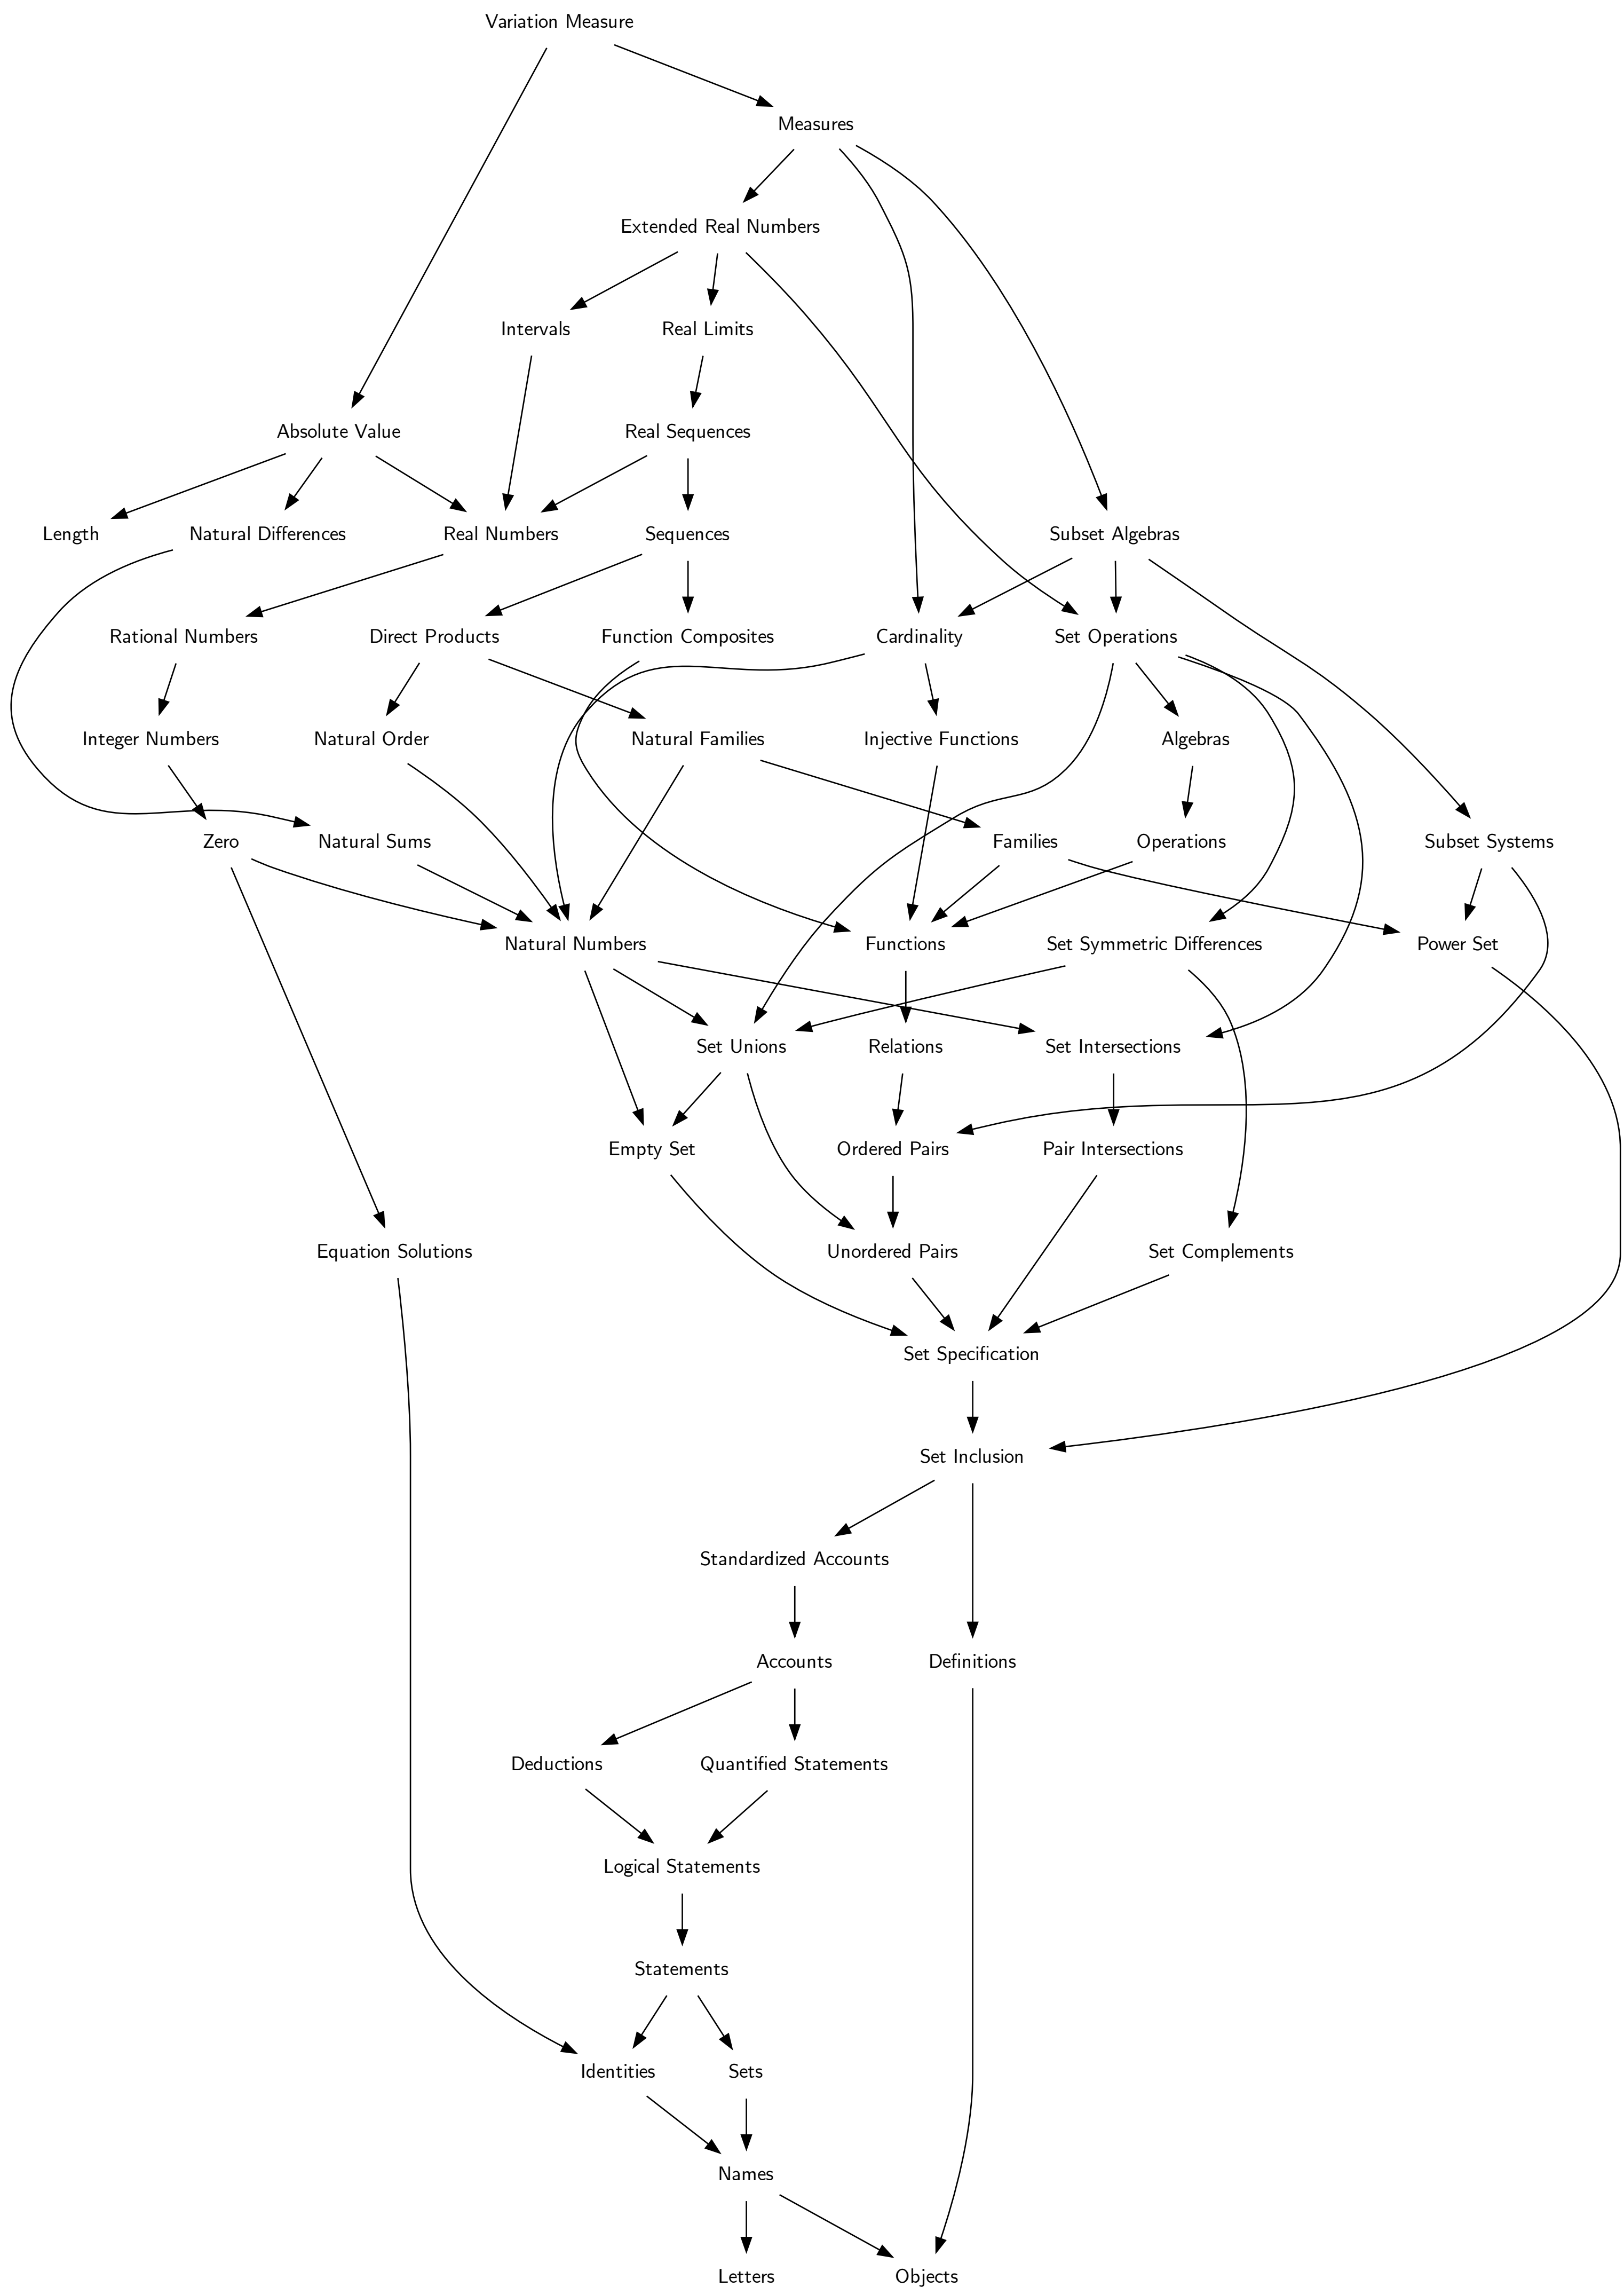 Variation Measure
Measures
Extended Real Numbers
Intervals
Real Limits
Absolute Value
Real Sequences
Length
Natural Differences
Real Numbers
Sequences
Subset Algebras
Rational Numbers
Direct Products
Function Composites
Cardinality
Set Operations
Integer Numbers
Natural Order
Natural Families
Injective Functions
Algebras
Zero
Natural Sums
Families
Operations
Subset Systems
Natural Numbers
Functions
Set Symmetric Differences
Power Set
Set Unions
Relations
Set Intersections
Empty Set
Ordered Pairs
Pair Intersections
Equation Solutions
Unordered Pairs
Set Complements
Set Specification
Set Inclusion
Standardized Accounts
Accounts
Definitions
Deductions
Quantified Statements
Logical Statements
Statements
Identities
Sets
Names
Letters
Objects